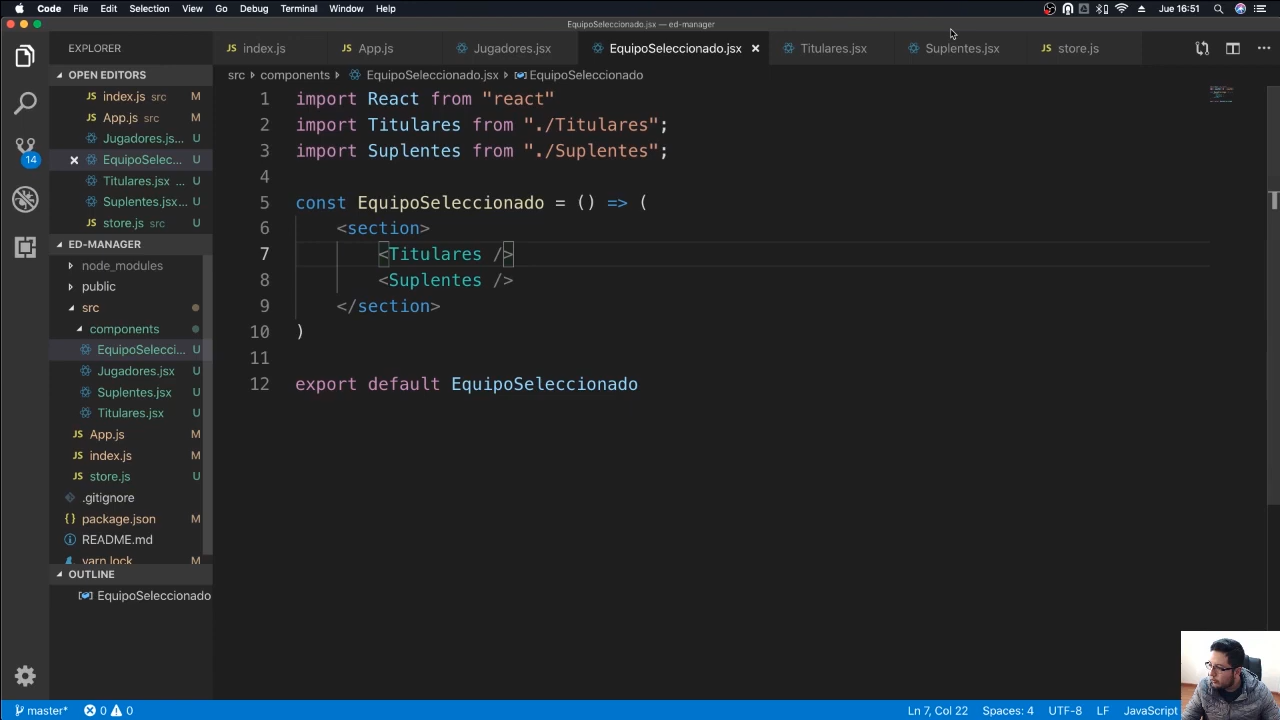 Code File Edit Selection View Go Debug Terminal Window Help Jue 16:51
EquipoSeleccionado.jsx — ed-manager
EXPLORER
index.js App.js Jugadores.jsx EquipoSeleccionado.jsx × Titulares.jsx Suplentes.jsx store.js
OPEN EDITORS
index.js src M
App.js src M
Jugadores.js... U
EquipoSelec... U
Titulares.jsx ... U
Suplentes.jsx... U
store.js src U
ED-MANAGER
node_modules
public
src
components
EquipoSelecci... U
Jugadores.jsx U
Suplentes.jsx U
Titulares.jsx U
App.js M
index.js M
store.js U
.gitignore
package.json M
README.md
yarn.lock M
OUTLINE
EquipoSeleccionado
14
src › components › EquipoSeleccionado.jsx › EquipoSeleccionado
1 import React from "react"
2 import Titulares from "./Titulares";
3 import Suplentes from "./Suplentes";
4
5 const EquipoSeleccionado = () => (
6 <section>
7 <Titulares />
8 <Suplentes />
9 </section>
10 )
11
12 export default EquipoSeleccionado
master* 0 0 Ln 7, Col 22 Spaces: 4 UTF-8 LF JavaScript